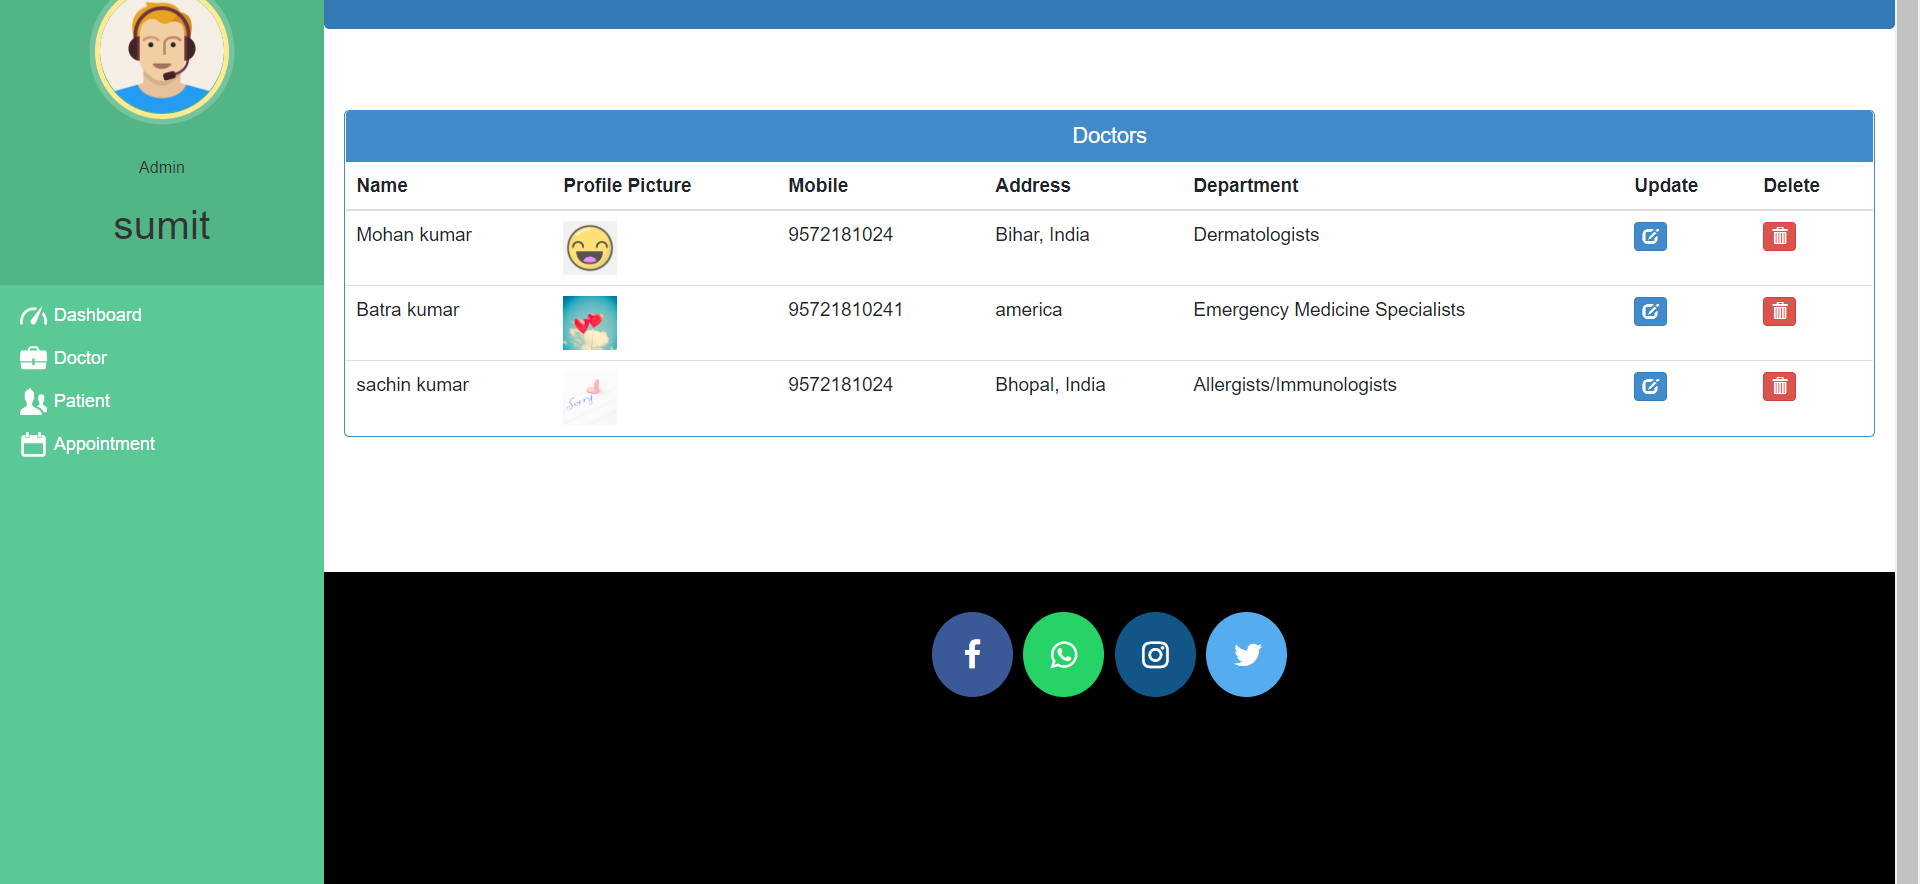 Admin
sumit
Dashboard
Doctor
Patient
Appointment
Doctors
Name Profile Picture Mobile Address Department Update Delete
Mohan kumar 9572181024 Bihar, India Dermatologists
Batra kumar 95721810241 america Emergency Medicine Specialists
sachin kumar Sorry 9572181024 Bhopal, India Allergists/Immunologists